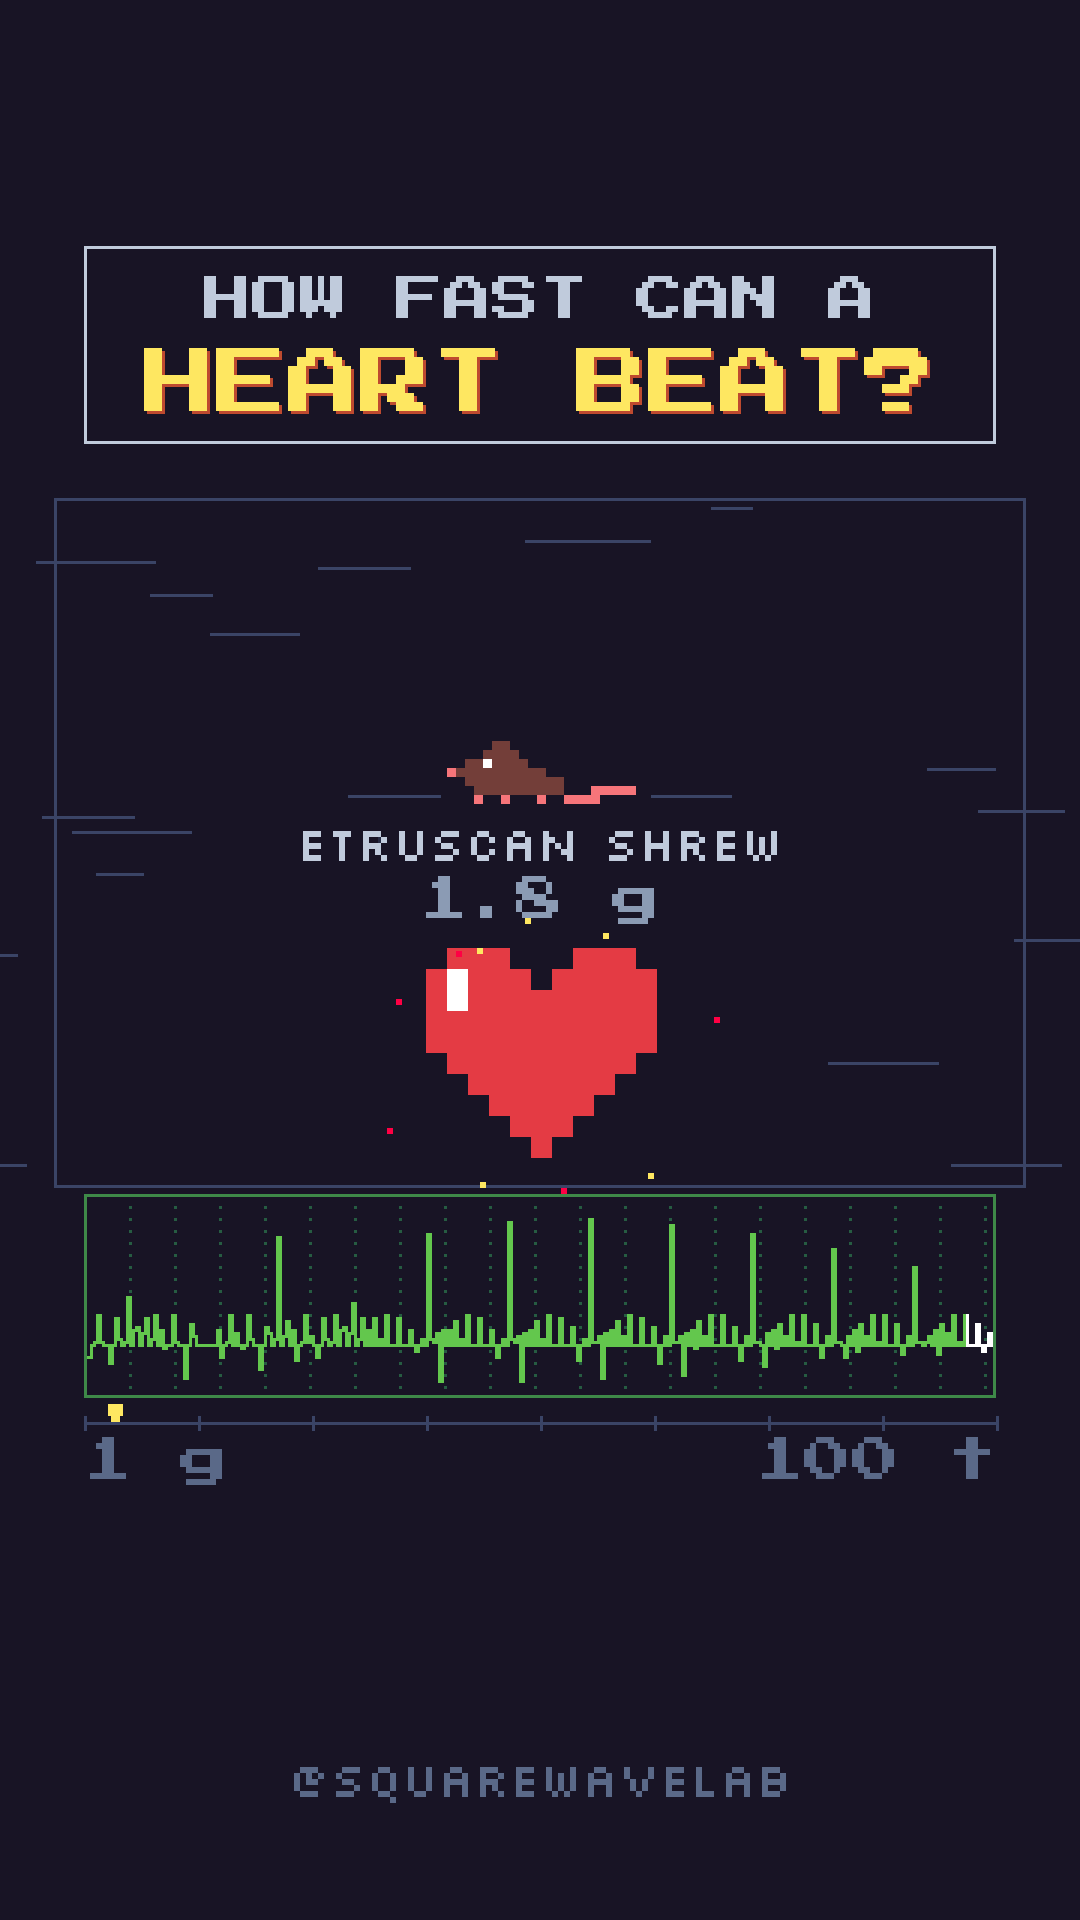 HOW FAST CAN A
HEART BEAT?
ETRUSCAN SHREW
1.8 g
1 g
100 t
@SQUAREWAVELAB